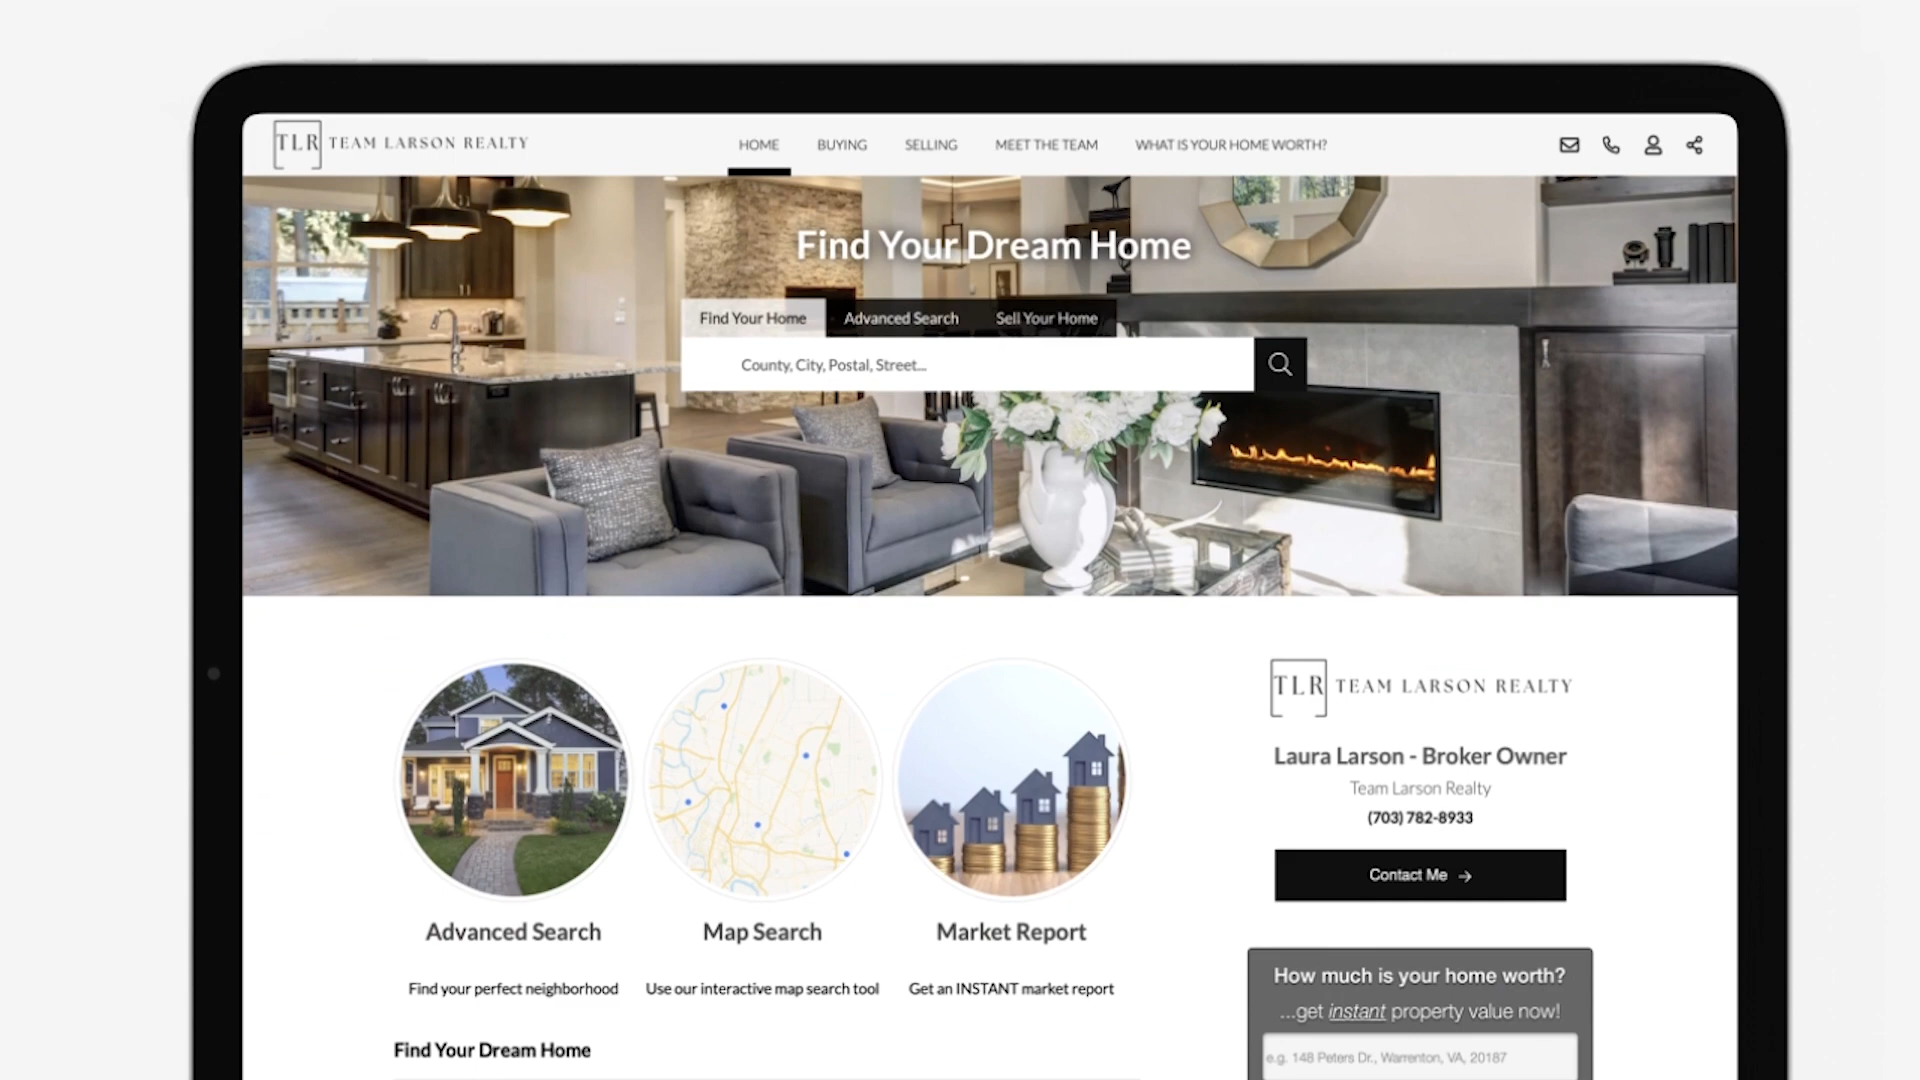 TLR TEAM LARSON REALTY
HOME BUYING SELLING MEET THE TEAM WHAT IS YOUR HOME WORTH?
Find Your Dream Home
Find Your Home Advanced Search Sell Your Home
County, City, Postal, Street...
Advanced Search
Find your perfect neighborhood
Map Search
Use our interactive map search tool
Market Report
Get an INSTANT market report
Find Your Dream Home
TLR TEAM LARSON REALTY
Laura Larson - Broker Owner
Team Larson Realty
(703) 782-8933
Contact Me →
How much is your home worth?
...get instant property value now!
e.g. 148 Peters Dr., Warrenton, VA, 20187